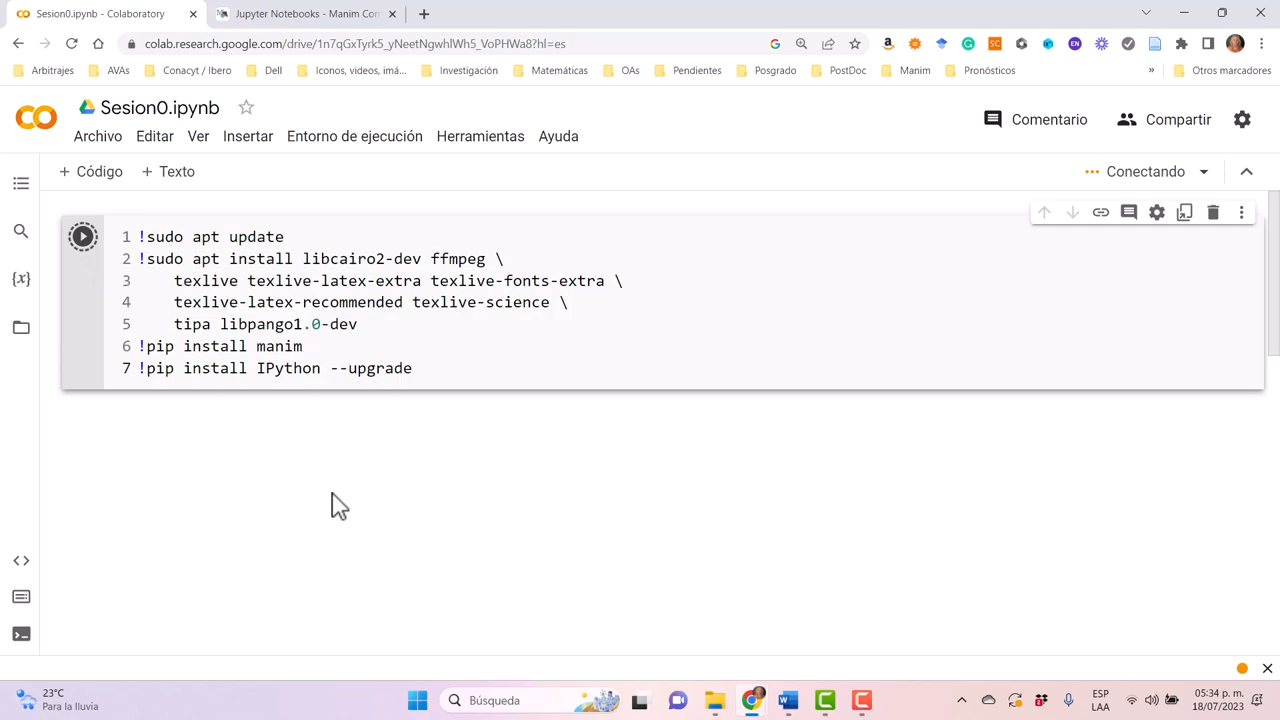 Sesion0.ipynb - Colaboratory
Jupyter Notebooks - Manim Com
colab.research.google.com/drive/1n7qGxTyrk5_yNeetNgwhlWh5_VoPHWa8?hl=es
Arbitrajes
AVAs
Conacyt / Ibero
Dell
Iconos, videos, imá...
Investigación
Matemáticas
OAs
Pendientes
Posgrado
PostDoc
Manim
Pronósticos
»
Otros marcadores
Sesion0.ipynb
Comentario
Compartir
Archivo Editar Ver Insertar Entorno de ejecución Herramientas Ayuda
+ Código + Texto
Conectando
1 !sudo apt update
2 !sudo apt install libcairo2-dev ffmpeg \
3 texlive texlive-latex-extra texlive-fonts-extra \
4 texlive-latex-recommended texlive-science \
5 tipa libpango1.0-dev
6 !pip install manim
7 !pip install IPython --upgrade
{x}
23°C
Para la lluvia
Búsqueda
ESP
LAA
05:34 p. m.
18/07/2023